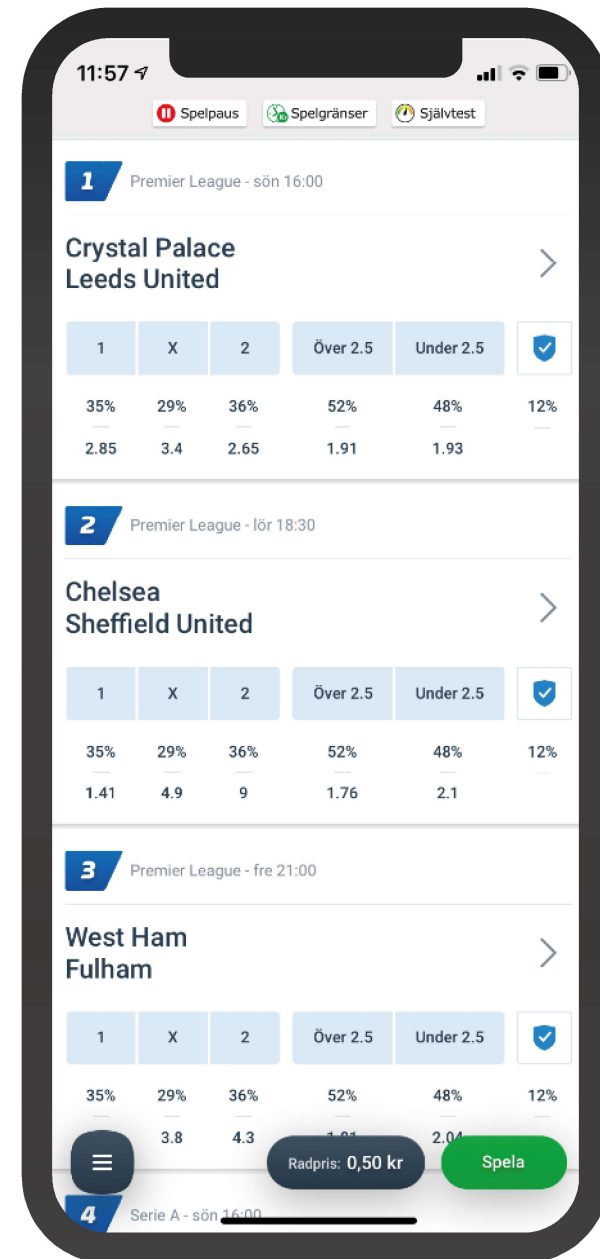 11:57
Spelpaus Spelgränser Självtest
1 Premier League - sön 16:00
Crystal Palace
Leeds United
1 X 2 Över 2.5 Under 2.5
35% 29% 36% 52% 48% 12%
2.85 3.4 2.65 1.91 1.93
2 Premier League - lör 18:30
Chelsea
Sheffield United
1 X 2 Över 2.5 Under 2.5
35% 29% 36% 52% 48% 12%
1.41 4.9 9 1.76 2.1
3 Premier League - fre 21:00
West Ham
Fulham
1 X 2 Över 2.5 Under 2.5
35% 29% 36% 52% 48% 12%
3.8 4.3 2.04
Radpris: 0,50 kr Spela
4 Serie A - sön 16:00